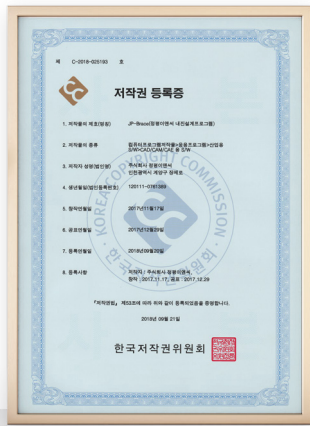 제 C-2018-025193 호
저작권 등록증
1. 저작물의 제호(명칭) JP-Brace(정평이앤씨 내진설계프로그램)
2. 저작물의 종류 컴퓨터프로그램저작물>응용프로그램>산업용
S/W>CAD/CAM/CAE 용 S/W
3. 저작자 성명(법인명) 주식회사 정평이앤씨
인천광역시 계양구 장제로
4. 생년월일(법인등록번호) 120111-0781369
5. 창작연월일 2017년11월17일
6. 공표연월일 2017년12월29일
7. 등록연월일 2018년09월20일
8. 등록사항 저작자 : 주식회사 정평이앤씨,
창작 : 2017.11.17, 공표 : 2017.12.29
『저작권법』 제53조에 따라 위와 같이 등록되었음을 증명합니다.
2018년 09월 21일
한국저작권위원회
KOREA COPYRIGHT COMMISSION